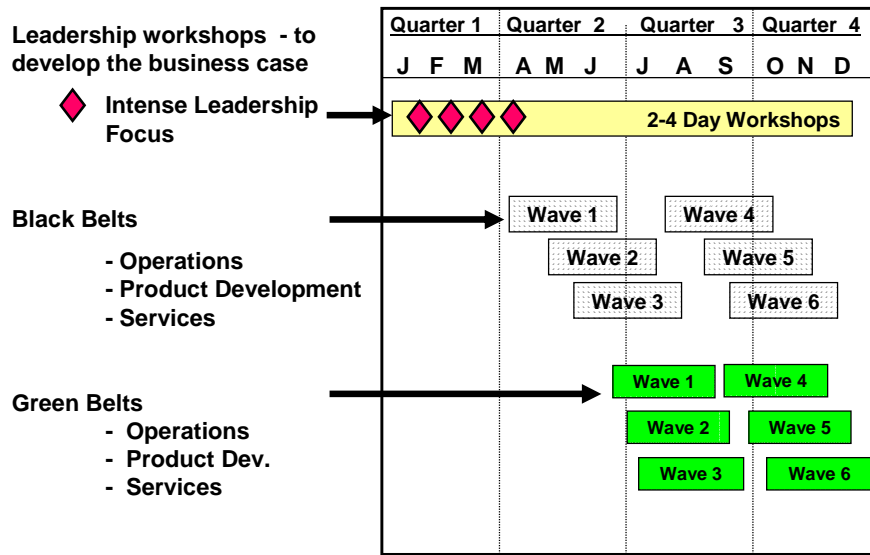 Quarter 1 Quarter 2 Quarter 3 Quarter 4
Leadership workshops - to
develop the business case
J F M A M J J A S O N D
Intense Leadership
Focus
2-4 Day Workshops
Black Belts
- Operations
- Product Development
- Services
Wave 1 Wave 4
Wave 2 Wave 5
Wave 3 Wave 6
Green Belts
- Operations
- Product Dev.
- Services
Wave 1 Wave 4
Wave 2 Wave 5
Wave 3 Wave 6